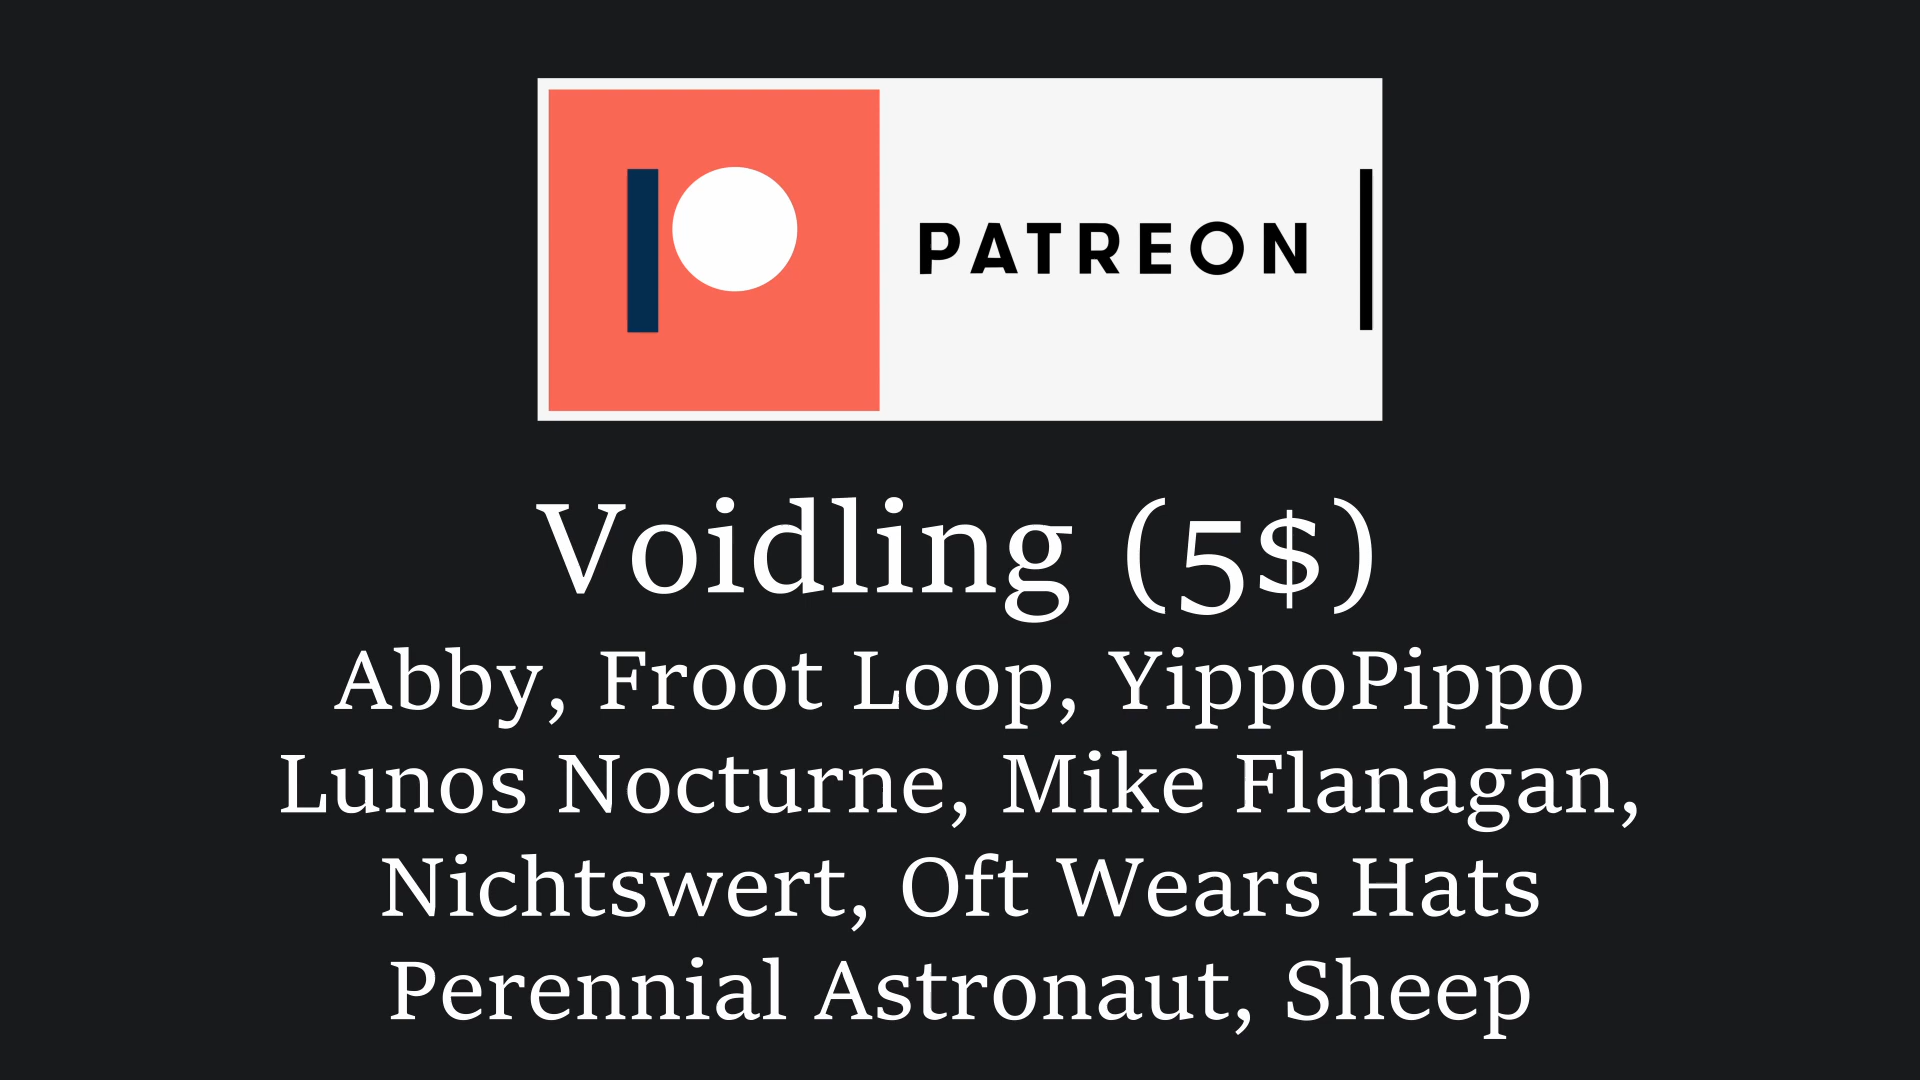 PATREON
Voidling (5$)
Abby, Froot Loop, YippoPippo
Lunos Nocturne, Mike Flanagan,
Nichtswert, Oft Wears Hats
Perennial Astronaut, Sheep